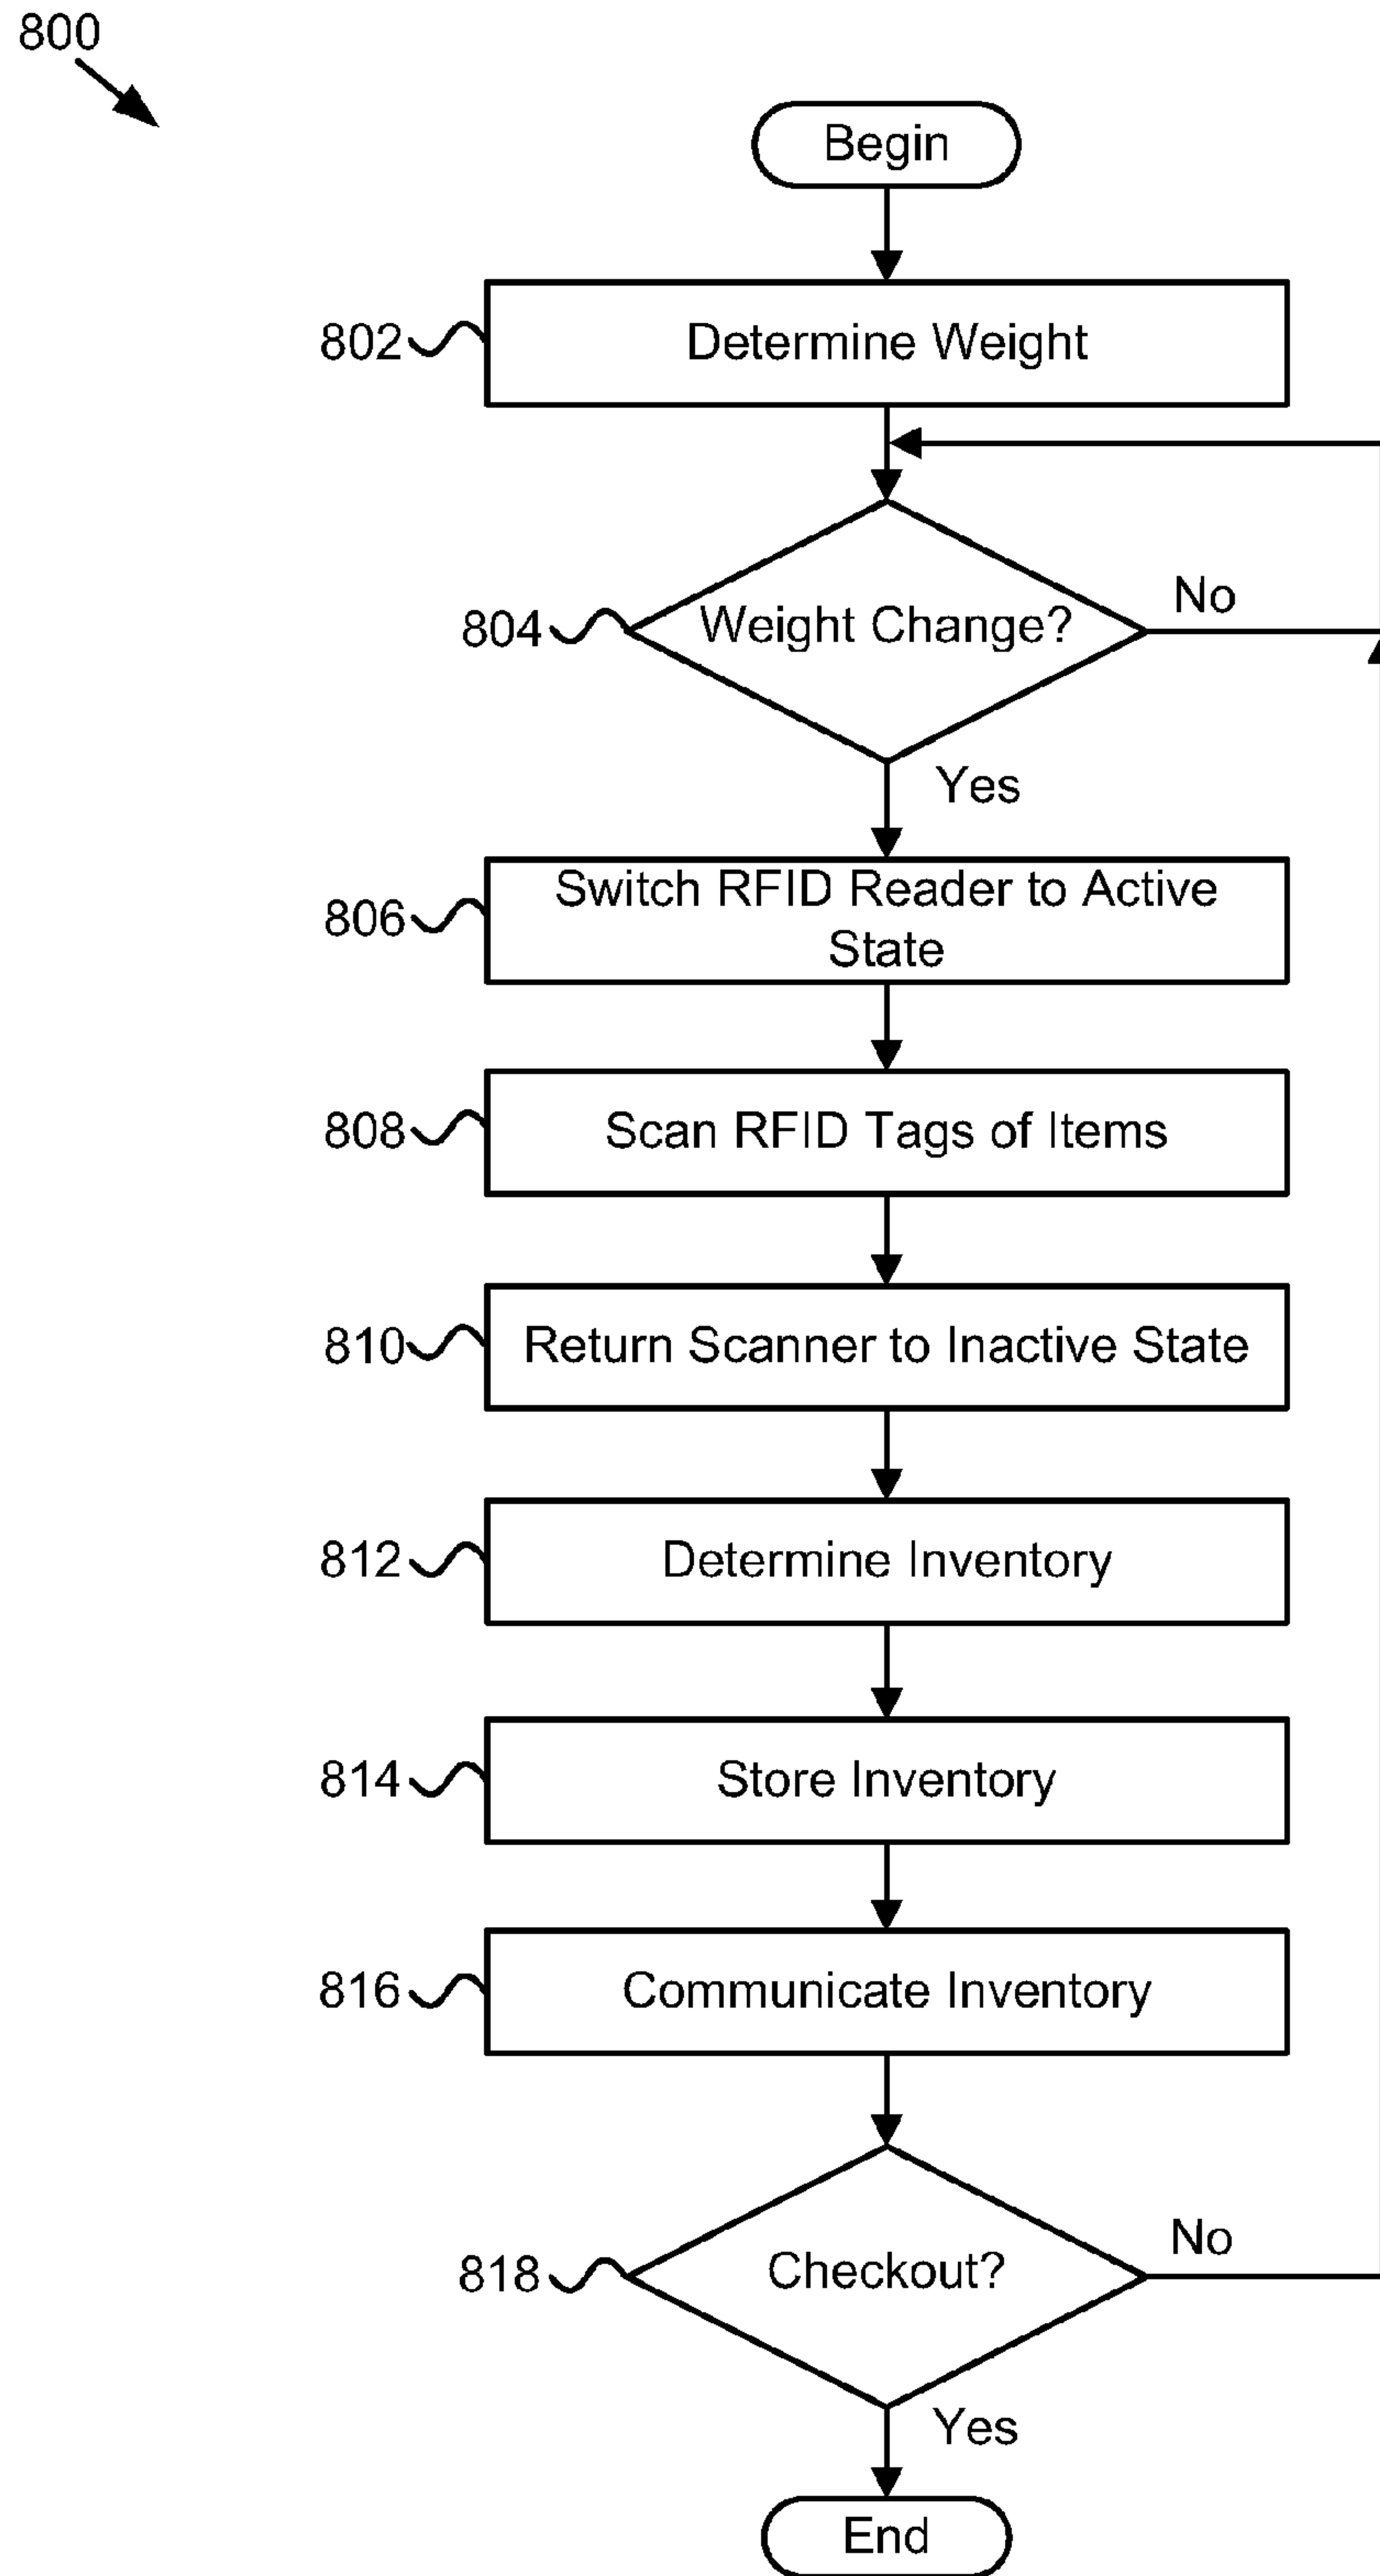 800
Begin
802
Determine Weight
804
Weight Change?
No
Yes
806
Switch RFID Reader to Active
State
808
Scan RFID Tags of Items
810
Return Scanner to Inactive State
812
Determine Inventory
814
Store Inventory
816
Communicate Inventory
818
Checkout?
No
Yes
End